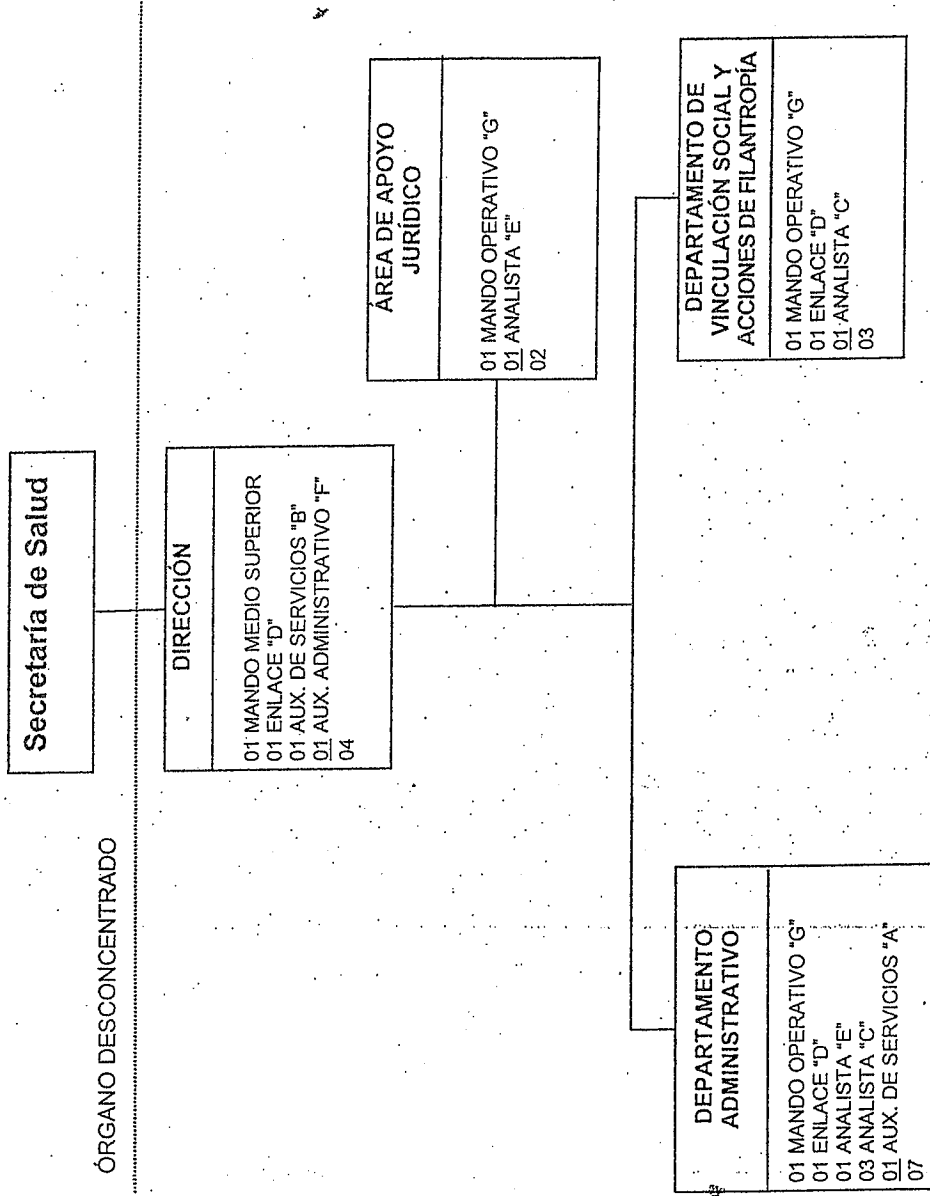 Secretaría de Salud
ÓRGANO DESCONCENTRADO
DIRECCIÓN
01 MANDO MEDIO SUPERIOR
01 ENLACE "D"
01 AUX. DE SERVICIOS "B"
01 AUX. ADMINISTRATIVO "F"
04
ÁREA DE APOYO
JURÍDICO
01 MANDO OPERATIVO "G"
01 ANALISTA "E"
02
DEPARTAMENTO
ADMINISTRATIVO
01 MANDO OPERATIVO "G"
01 ENLACE "D"
01 ANALISTA "E"
03 ANALISTA "C"
01 AUX. DE SERVICIOS "A"
07
DEPARTAMENTO DE
VINCULACIÓN SOCIAL Y
ACCIONES DE FILANTROPÍA
01 MANDO OPERATIVO "G"
01 ENLACE "D"
01 ANALISTA "C"
03